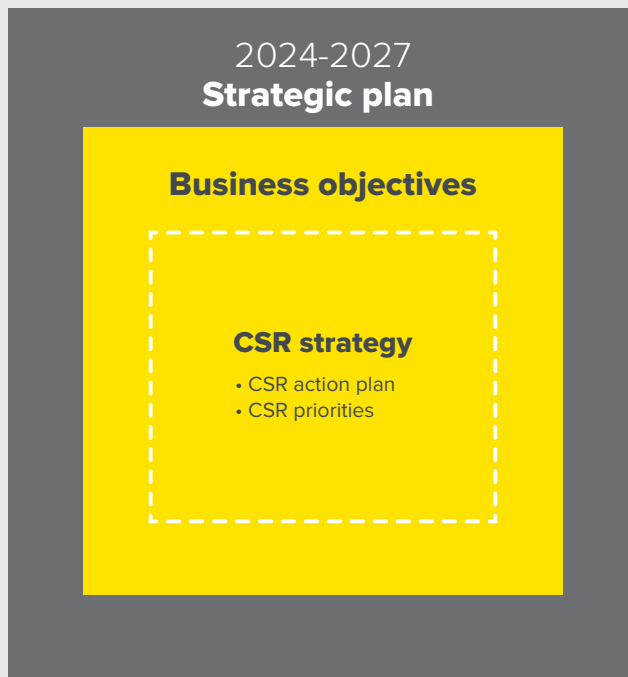 2024-2027
Strategic plan
Business objectives
CSR strategy
• CSR action plan
• CSR priorities